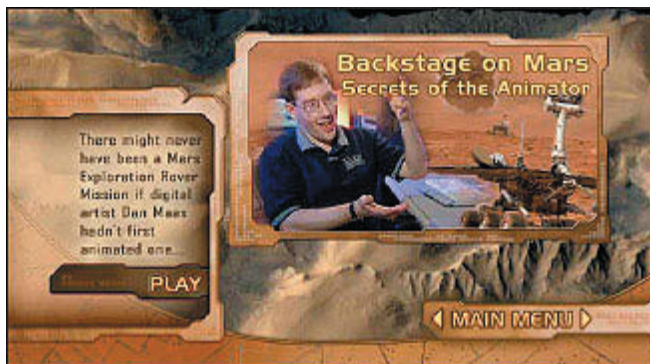 Backstage on Mars
Secrets of the Animator
There might never
have been a Mars
Exploration Rover
Mission if digital
artist Dan Maas
hadn't first
animated one...
PLAY
MAIN MENU